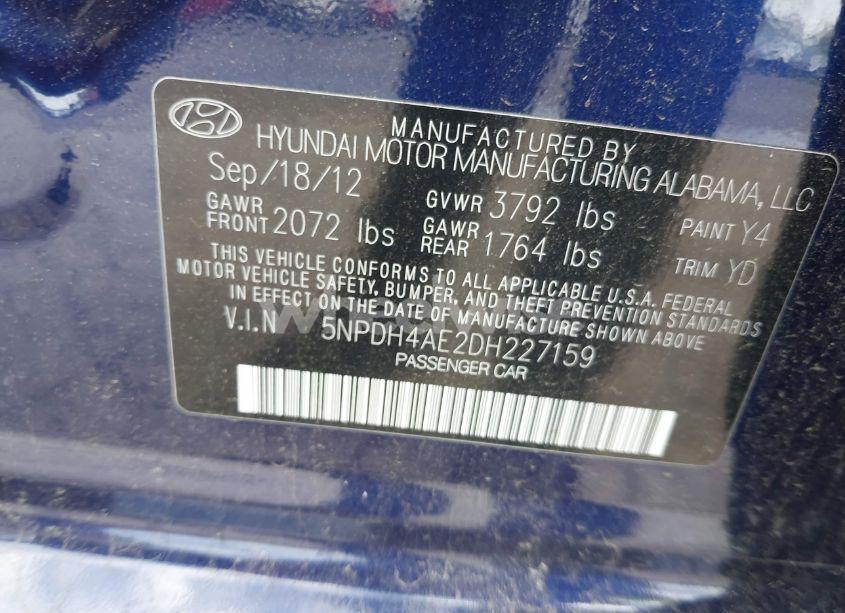 MANUFACTURED BY
HYUNDAI MOTOR MANUFACTURING ALABAMA, LLC
Sep/18/12 GVWR 3792 lbs PAINT Y4
GAWR FRONT 2072 lbs GAWR REAR 1764 lbs TRIM YD
THIS VEHICLE CONFORMS TO ALL APPLICABLE U.S.A. FEDERAL
MOTOR VEHICLE SAFETY, BUMPER, AND THEFT PREVENTION STANDARDS
IN EFFECT ON THE DATE OF MANUFACTURE SHOWN ABOVE
V.I.N 5NPDH4AE2DH227159
PASSENGER CAR